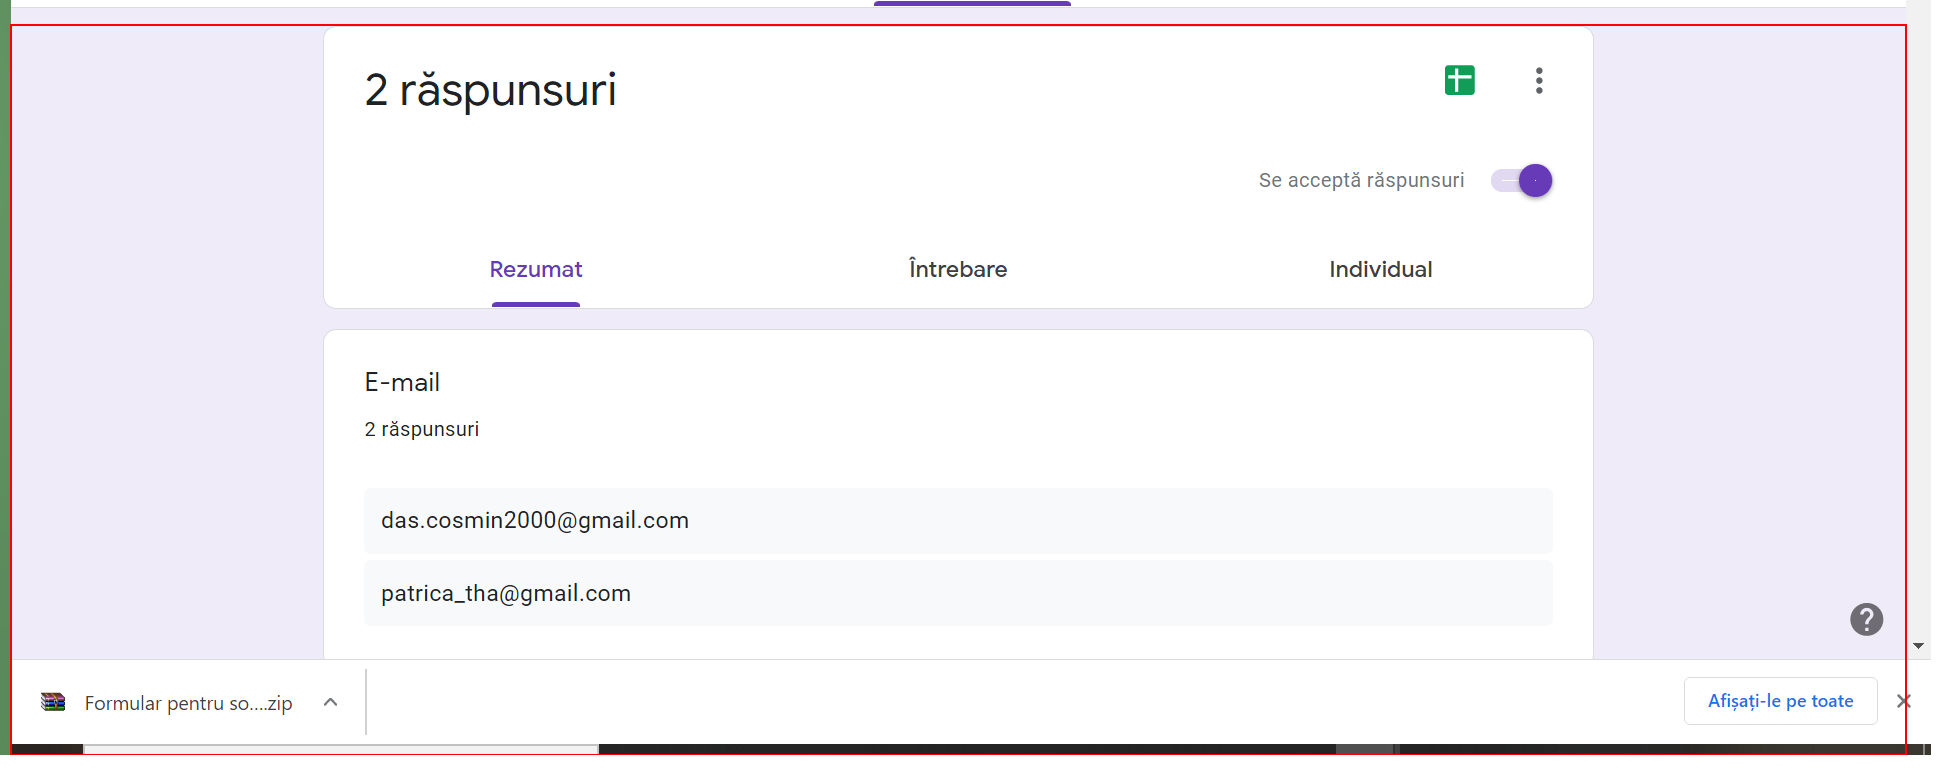 2 răspunsuri
Se acceptă răspunsuri
Rezumat
Întrebare
Individual
E-mail
2 răspunsuri
das.cosmin2000@gmail.com
patrica_tha@gmail.com
Formular pentru so....zip
Afișați-le pe toate